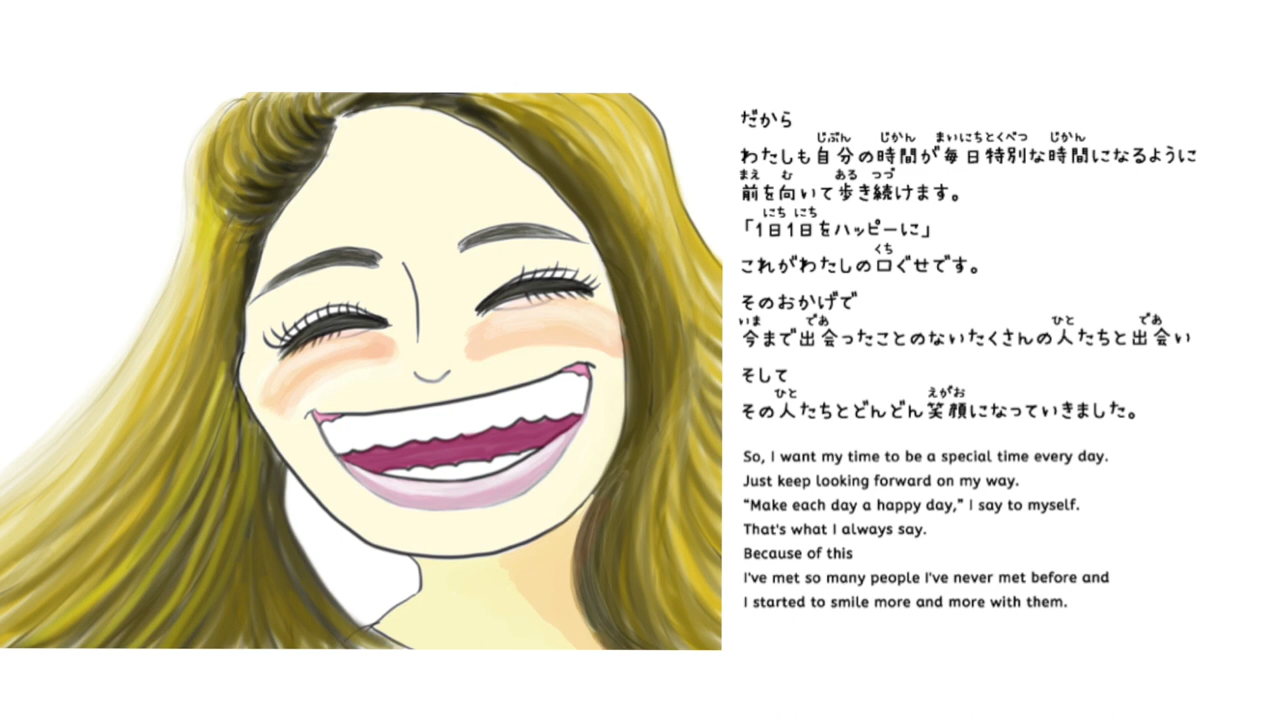 だから
わたしも自分の時間が毎日特別な時間になるように
前を向いて歩き続けます。
「1日1日をハッピーに」
これがわたしの口ぐせです。
そのおかげで
今まで出会ったことのないたくさんの人たちと出会い
そして
その人たちとどんどん笑顔になっていきました。
So, I want my time to be a special time every day.
Just keep looking forward on my way.
“Make each day a happy day,” I say to myself.
That's what I always say.
Because of this
I've met so many people I've never met before and
I started to smile more and more with them.